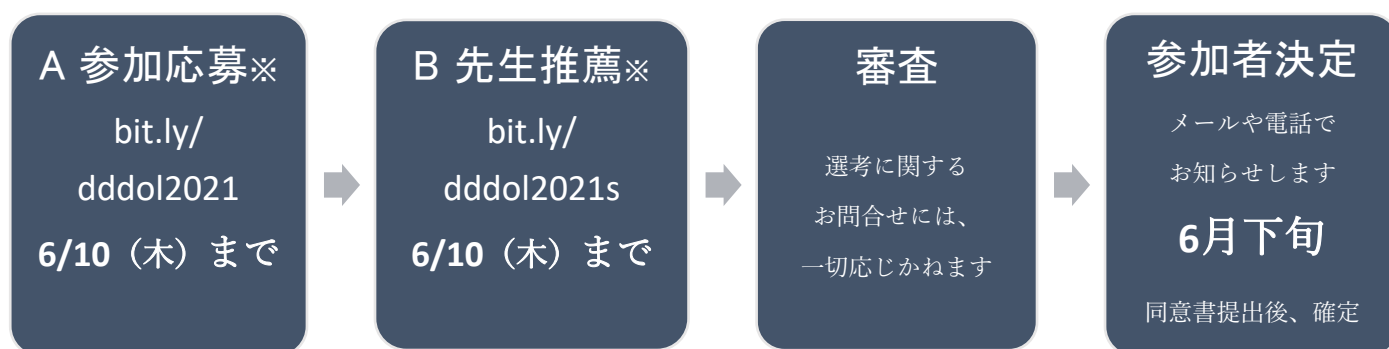 A 参加応募※
bit.ly/
dddol2021
6/10（木）まで
B 先生推薦※
bit.ly/
dddol2021s
6/10（木）まで
審査
選考に関する
お問合せには、
一切応じかねます
参加者決定
メールや電話で
お知らせします
6月下旬
同意書提出後、確定